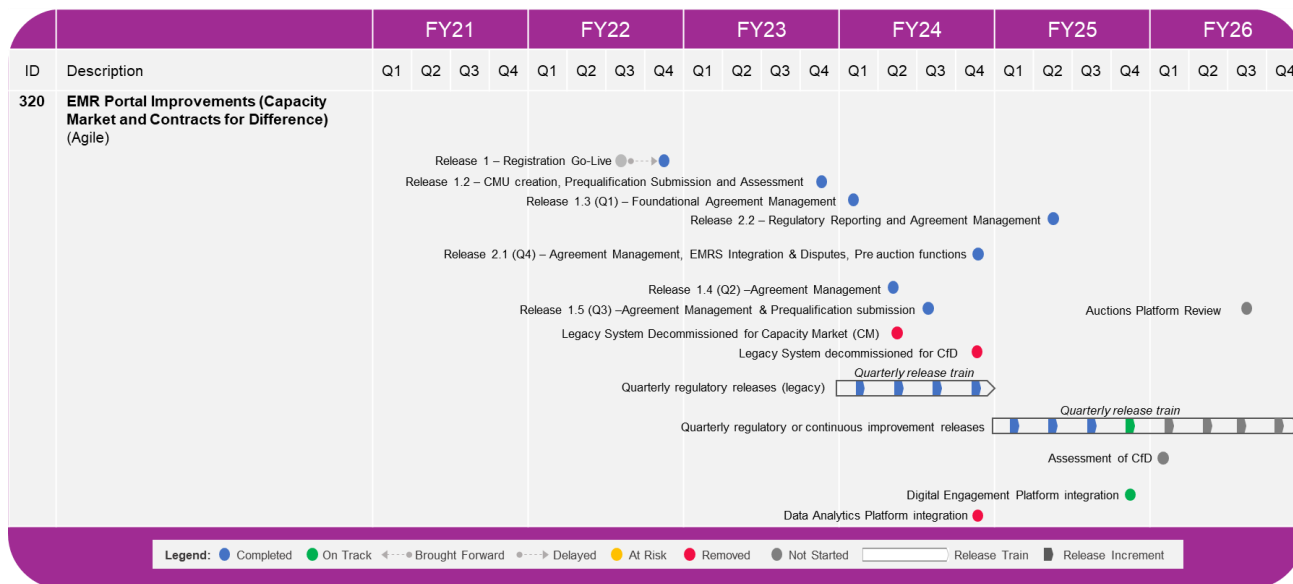 FY21 FY22 FY23 FY24 FY25 FY26
ID Description Q1 Q2 Q3 Q4 Q1 Q2 Q3 Q4 Q1 Q2 Q3 Q4 Q1 Q2 Q3 Q4 Q1 Q2 Q3 Q4 Q1 Q2 Q3 Q4
320 EMR Portal Improvements (Capacity
Market and Contracts for Difference)
(Agile)
Release 1 – Registration Go-Live
Release 1.2 – CMU creation, Prequalification Submission and Assessment
Release 1.3 (Q1) – Foundational Agreement Management
Release 2.2 – Regulatory Reporting and Agreement Management
Release 2.1 (Q4) – Agreement Management, EMRS Integration & Disputes, Pre auction functions
Release 1.4 (Q2) –Agreement Management
Release 1.5 (Q3) –Agreement Management & Prequalification submission Auctions Platform Review
Legacy System Decommissioned for Capacity Market (CM)
Legacy System decommissioned for CfD
Quarterly release train
Quarterly regulatory releases (legacy)
Quarterly release train
Quarterly regulatory or continuous improvement releases
Assessment of CfD
Digital Engagement Platform integration
Data Analytics Platform integration
Legend: Completed On Track Brought Forward Delayed At Risk Removed Not Started Release Train Release Increment